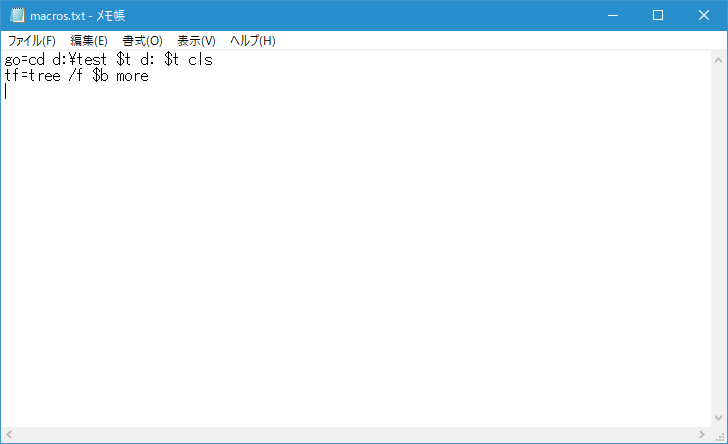 macros.txt - メモ帳
ファイル(F) 編集(E) 書式(O) 表示(V) ヘルプ(H)
go=cd d:¥test $t d: $t cls
tf=tree /f $b more